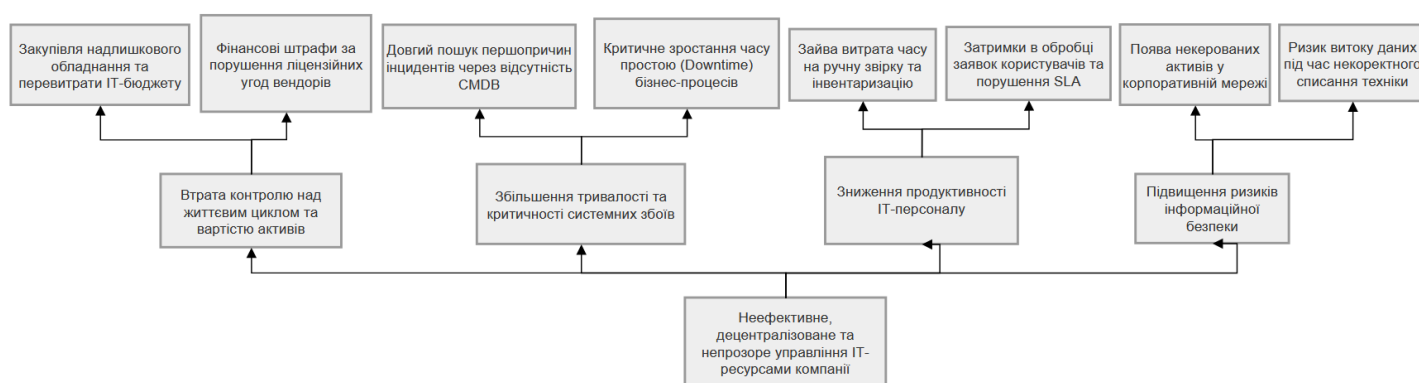 Закупівля надлишкового
обладнання та
перевитрати ІТ-бюджету
Фінансові штрафи за
порушення ліцензійних
угод вендорів
Довгий пошук першопричин
інцидентів через відсутність
CMDB
Критичне зростання часу
простою (Downtime)
бізнес-процесів
Зайва витрата часу
на ручну звірку та
інвентаризацію
Затримки в обробці
заявок користувачів та
порушення SLA
Поява некерованих
активів у
корпоративній мережі
Ризик витоку даних
під час некоректного
списання техніки
Втрата контролю над
життєвим циклом та
вартістю активів
Збільшення тривалості та
критичності системних збоїв
Зниження продуктивності
ІТ-персоналу
Підвищення ризиків
інформаційної
безпеки
Неефективне,
децентралізоване та
непрозоре управління ІТ-
ресурсами компанії